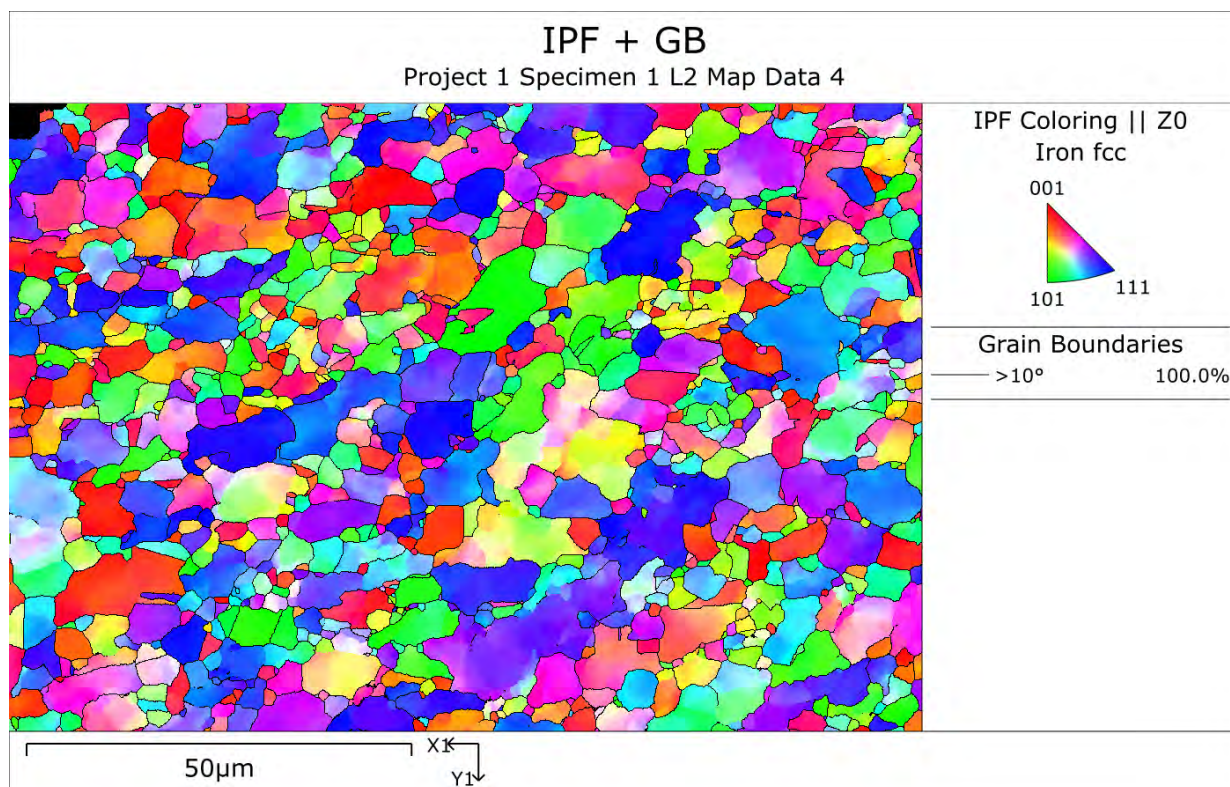 IPF + GB
Project 1 Specimen 1 L2 Map Data 4
IPF Coloring || Z0
Iron fcc
001
101
111
Grain Boundaries
>10° 100.0%
50µm
X1
Y1